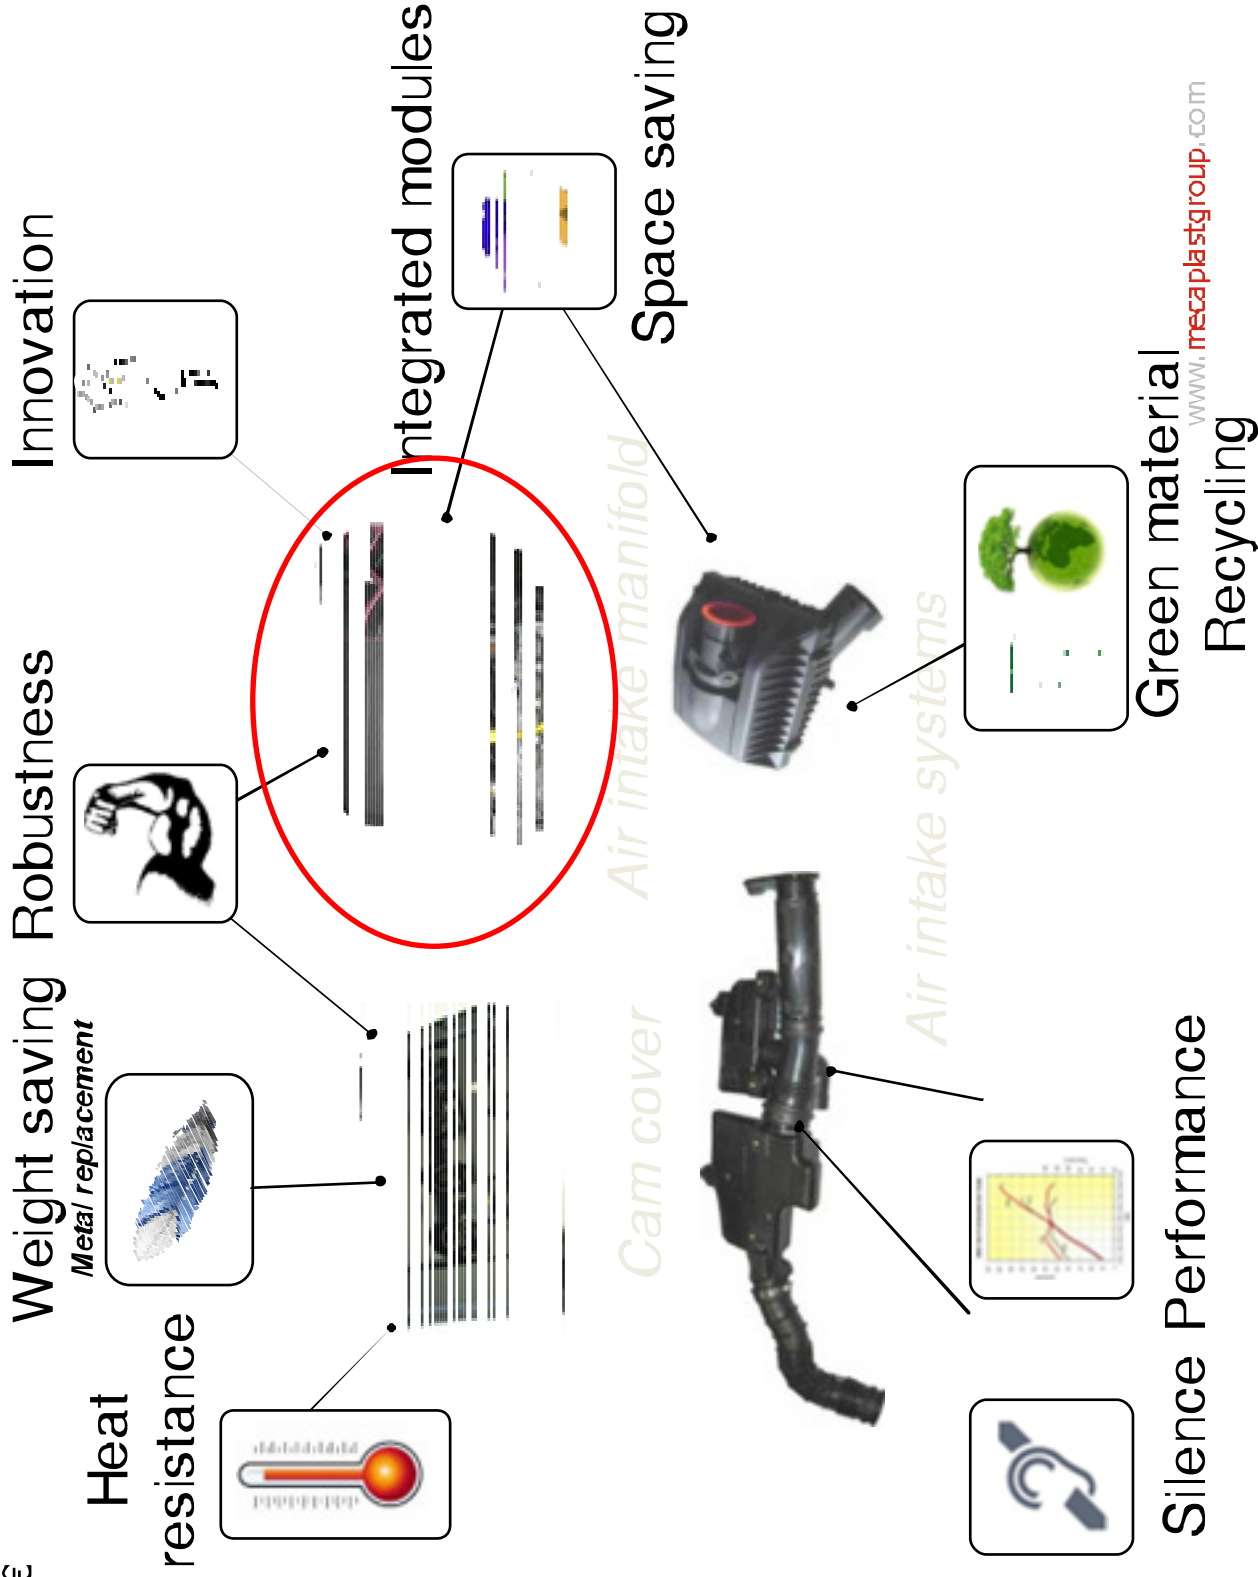 Heat
resistance
Weight saving
Metal replacement
Robustness
Innovation
Integrated modules
Space saving
Cam cover
Air intake manifold
Air intake systems
Silence
Performance
Green material
Recycling
www.mecaplastgroup.com